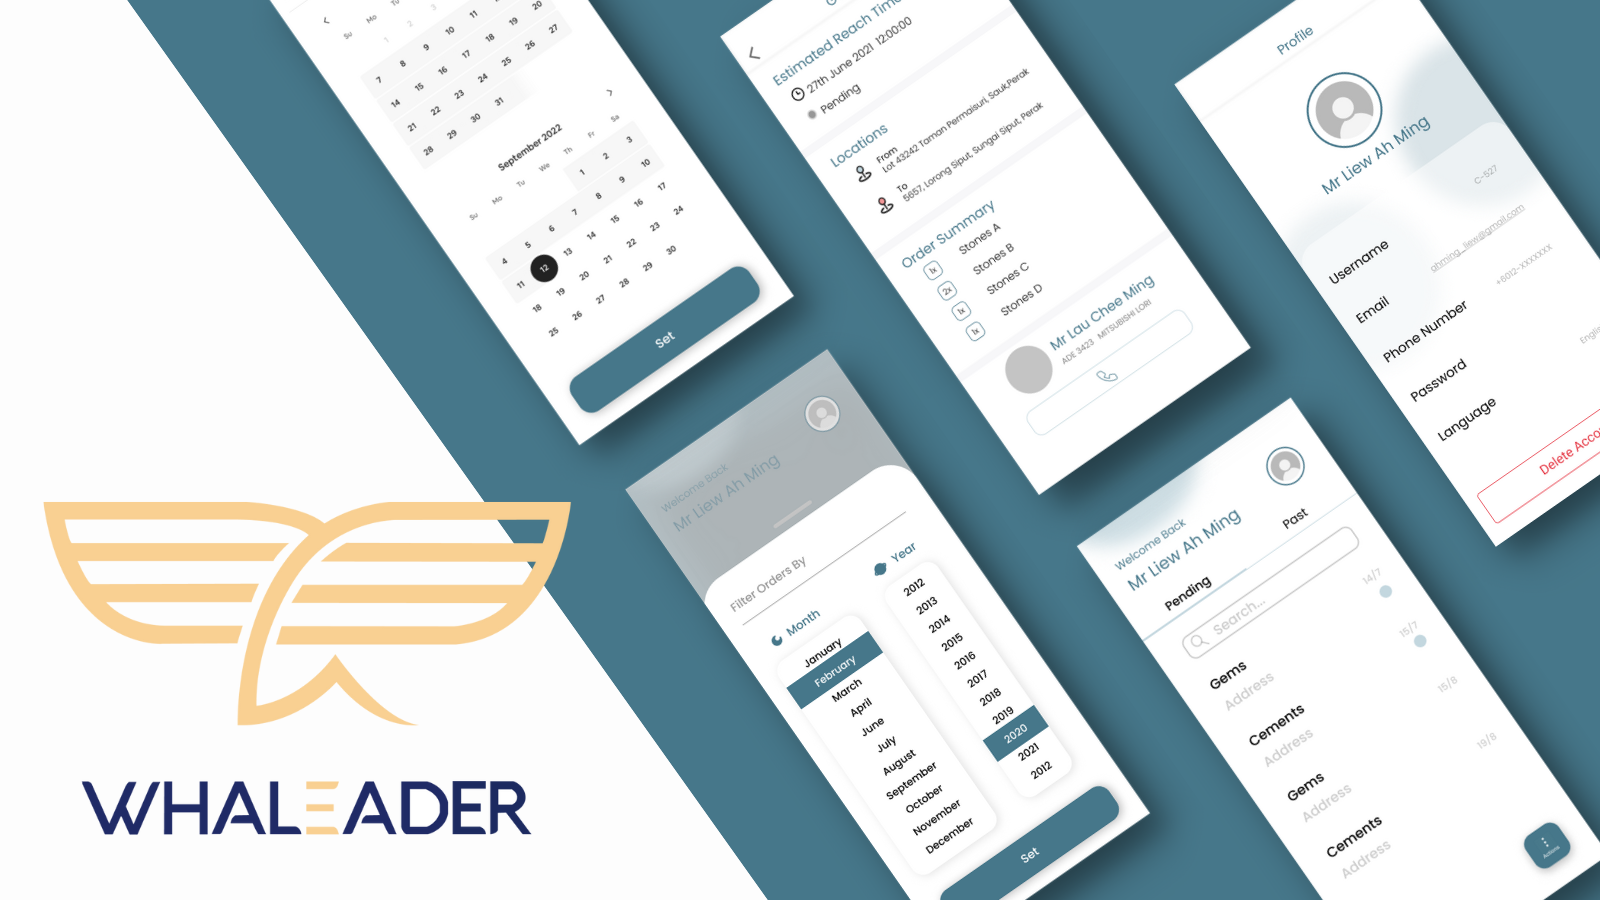 Su Mo Tu
1 2 3
7 8 9 10 11
14 15 16 17 18 19 20
21 22 23 24 25 26 27
28 29 30 31
September 2022
Su Mo Tu We Th Fr Sa
1 2 3
4 5 6 7 8 9 10
11 12 13 14 15 16 17
18 19 20 21 22 23 24
25 26 27 28 29 30
Set
Estimated Reach Time
27th June 2021 12:00:00
Pending
Locations
From
Lot 43242 Taman Permaisuri, Sauk,Perak
To
5657, Lorong Siput, Sungai Siput, Perak
Order Summary
1x Stones A
2x Stones B
1x Stones C
1x Stones D
Mr Lau Chee Ming
ADE 3423 MITSUBISHI LORI
Profile
Mr Liew Ah Ming
Username C-527
Email ahming_liew@gmail.com
Phone Number +6012-XXXXXXX
Password
Language
Delete
Welcome Back
Mr Liew Ah Ming
Filter Orders By
Month
January
February
March
April
June
July
August
September
October
November
December
Year
2012
2013
2014
2015
2016
2017
2018
2019
2020
2021
2012
Set
Welcome Back
Mr Liew Ah Ming
Pending Past
Search...
Gems 14/7
Address
Cements 15/7
Address
Gems 15/8
Address
Cements 19/8
Address
Actions
WHALEADER